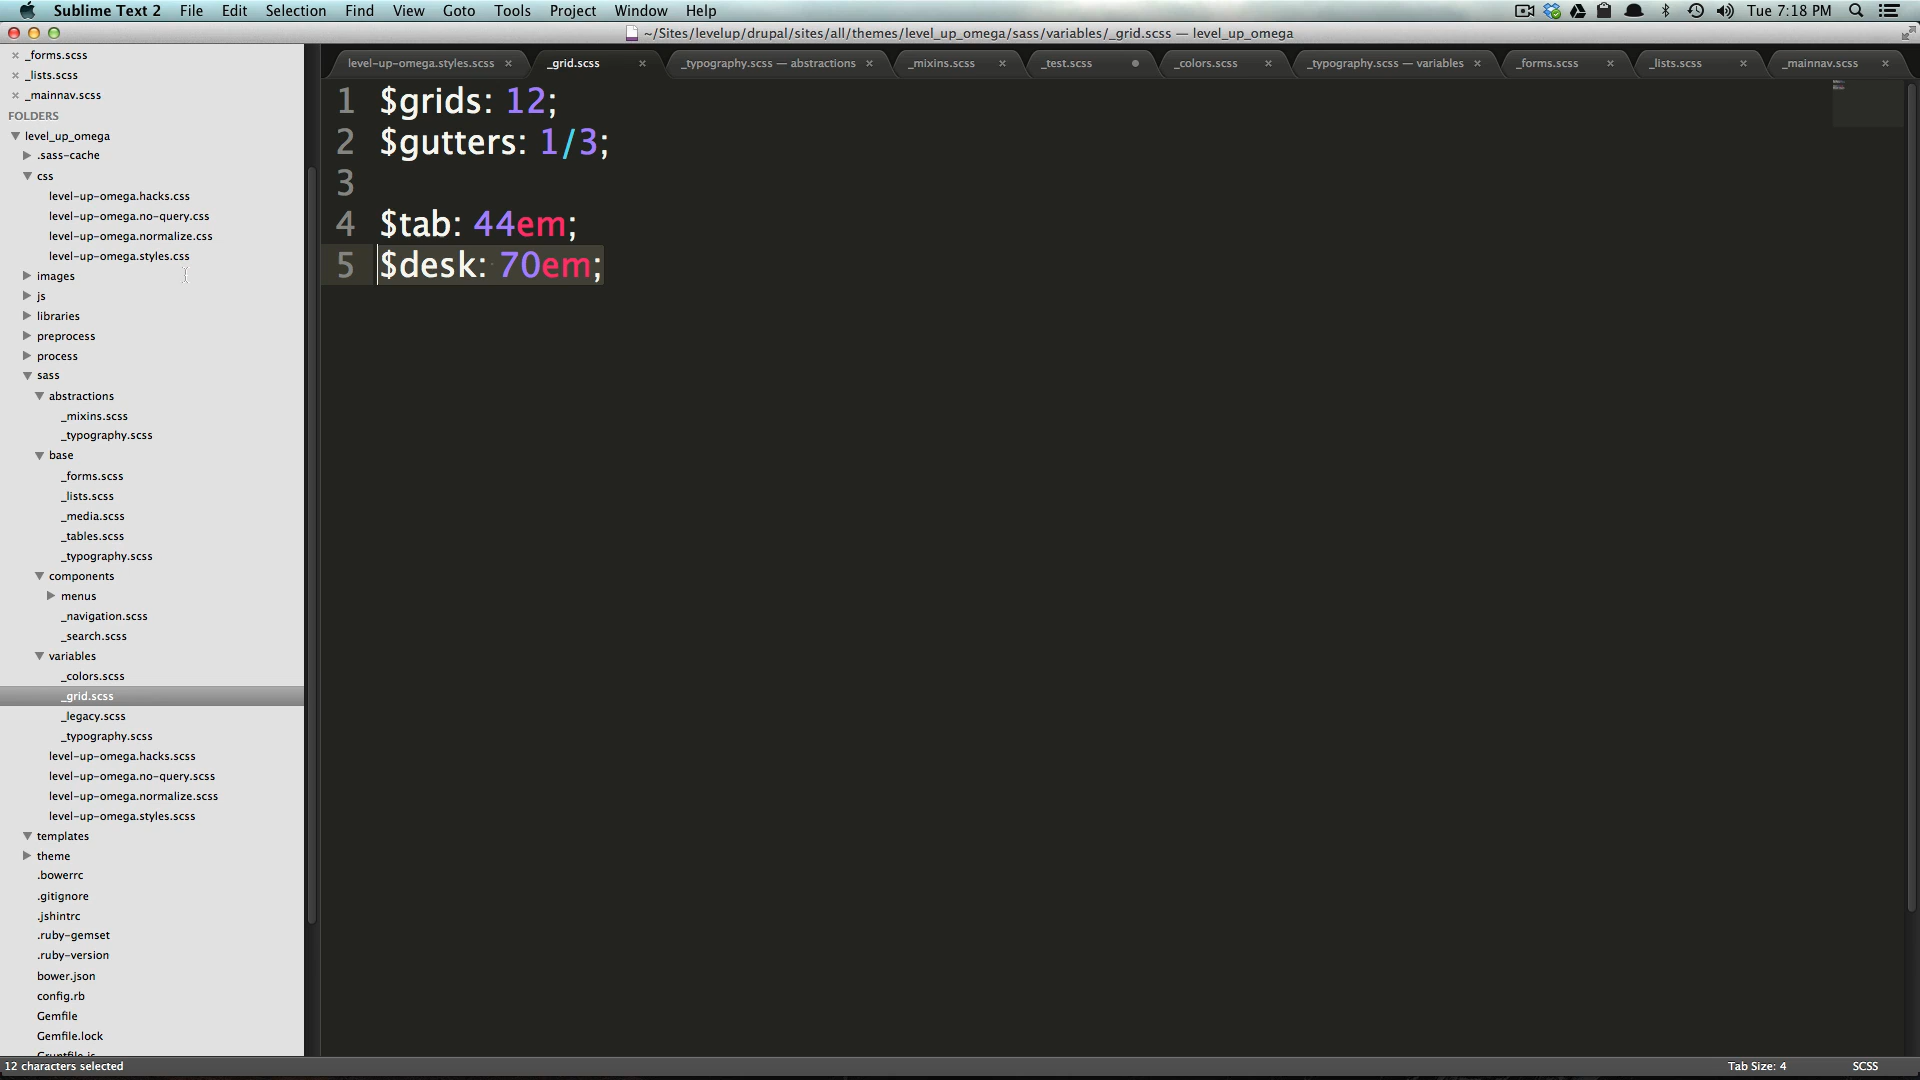 Sublime Text 2 File Edit Selection Find View Goto Tools Project Window Help Tue 7:18 PM
~/Sites/levelup/drupal/sites/all/themes/level_up_omega/sass/variables/_grid.scss — level_up_omega
level-up-omega.styles.css _grid.scss _typography.scss — abstractions _mixins.scss _test.scss _colors.scss _typography.scss — variables _forms.scss _lists.scss _mainnav.scss
_forms.scss
_lists.scss
_mainnav.scss
FOLDERS
level_up_omega
.sass-cache
css
level-up-omega.hacks.css
level-up-omega.no-query.css
level-up-omega.normalize.css
level-up-omega.styles.css
images
js
libraries
preprocess
process
sass
abstractions
_mixins.scss
_typography.scss
base
_forms.scss
_lists.scss
_media.scss
_tables.scss
_typography.scss
components
menus
_navigation.scss
_search.scss
variables
_colors.scss
_grid.scss
_legacy.scss
_typography.scss
level-up-omega.hacks.scss
level-up-omega.no-query.scss
level-up-omega.normalize.scss
level-up-omega.styles.scss
templates
theme
.bowerrc
.gitignore
.jshintrc
.ruby-gemset
.ruby-version
bower.json
config.rb
Gemfile
Gemfile.lock
Gruntfile.js
1 $grids: 12;
2 $gutters: 1/3;
3
4 $tab: 44em;
5 $desk: 70em;
12 characters selected Tab Size: 4 SCSS